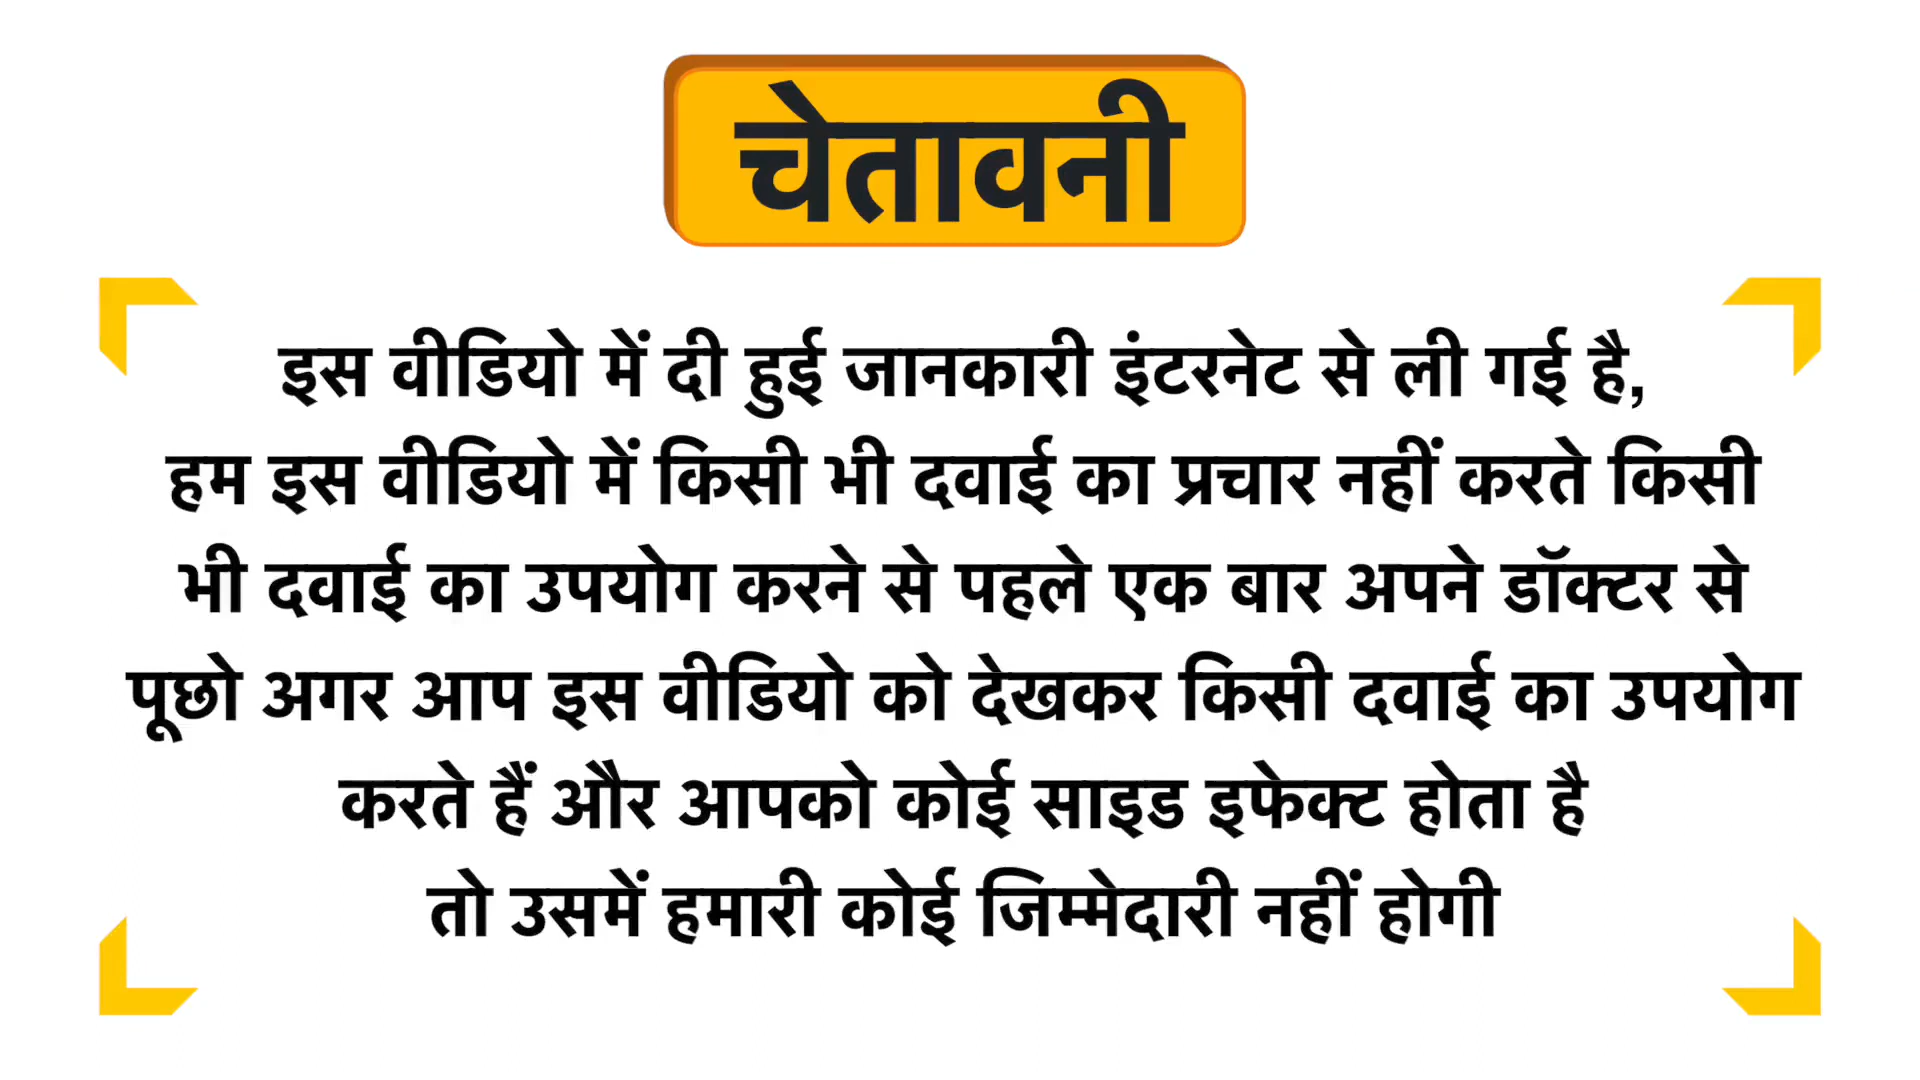 चेतावनी
इस वीडियो में दी हुई जानकारी इंटरनेट से ली गई है,
हम इस वीडियो में किसी भी दवाई का प्रचार नहीं करते किसी
भी दवाई का उपयोग करने से पहले एक बार अपने डॉक्टर से
पूछो अगर आप इस वीडियो को देखकर किसी दवाई का उपयोग
करते हैं और आपको कोई साइड इफेक्ट होता है
तो उसमें हमारी कोई जिम्मेदारी नहीं होगी